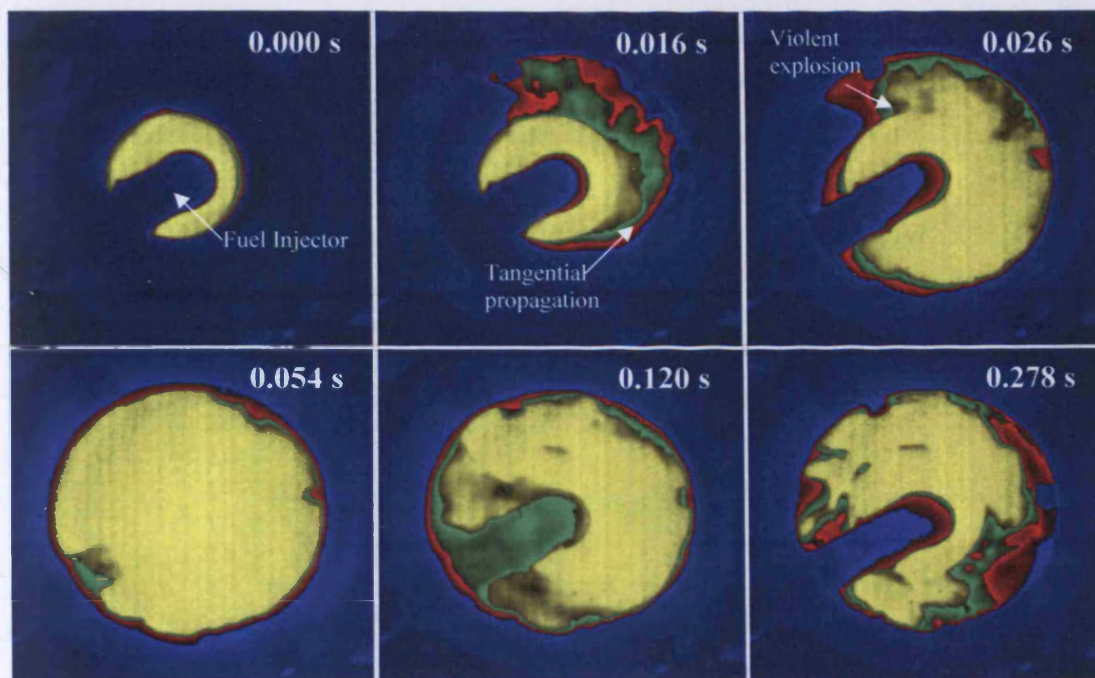 0.000 s
Fuel Injector
0.016 s
Tangential
propagation
Violent
explosion
0.026 s
0.054 s
0.120 s
0.278 s